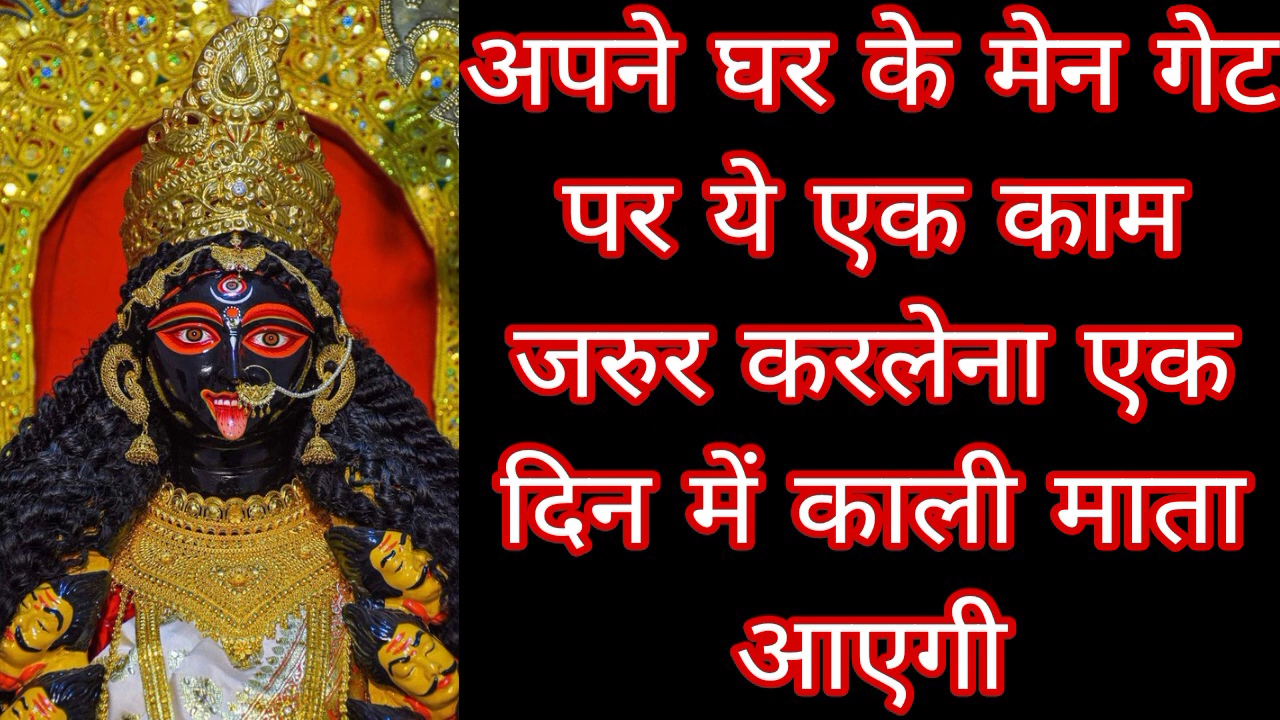 अपने घर के मेन गेट
पर ये एक काम
जरुर करलेना एक
दिन में काली माता
आएगी